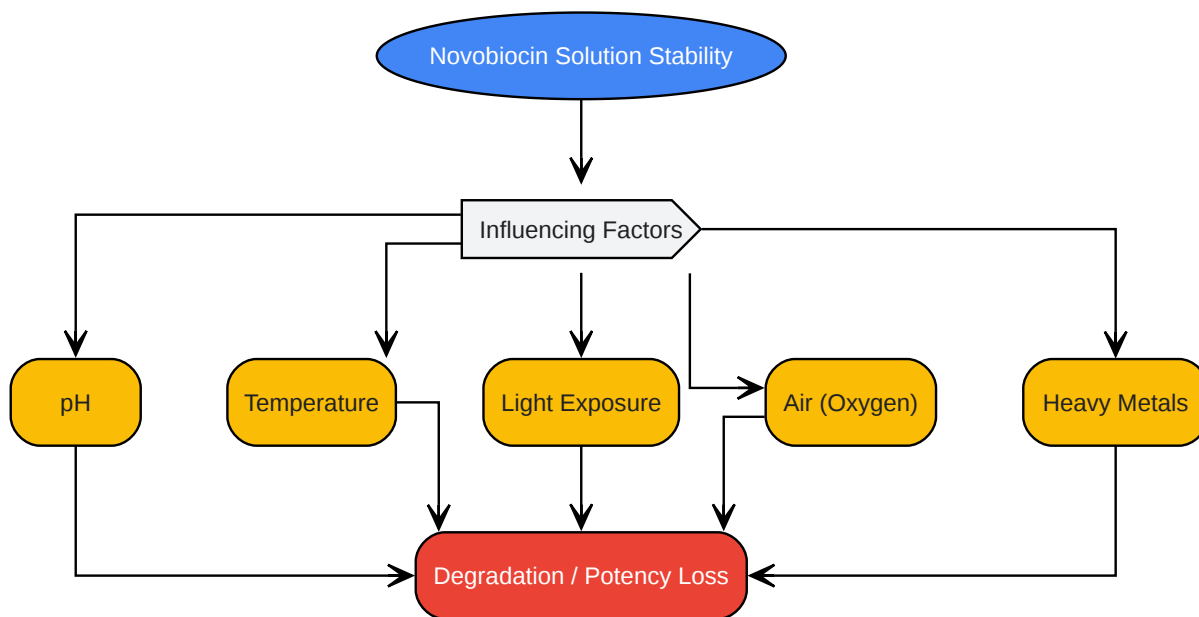 Novobiocin Solution Stability
Influencing Factors
pH
Temperature
Light Exposure
Air (Oxygen)
Heavy Metals
Degradation / Potency Loss